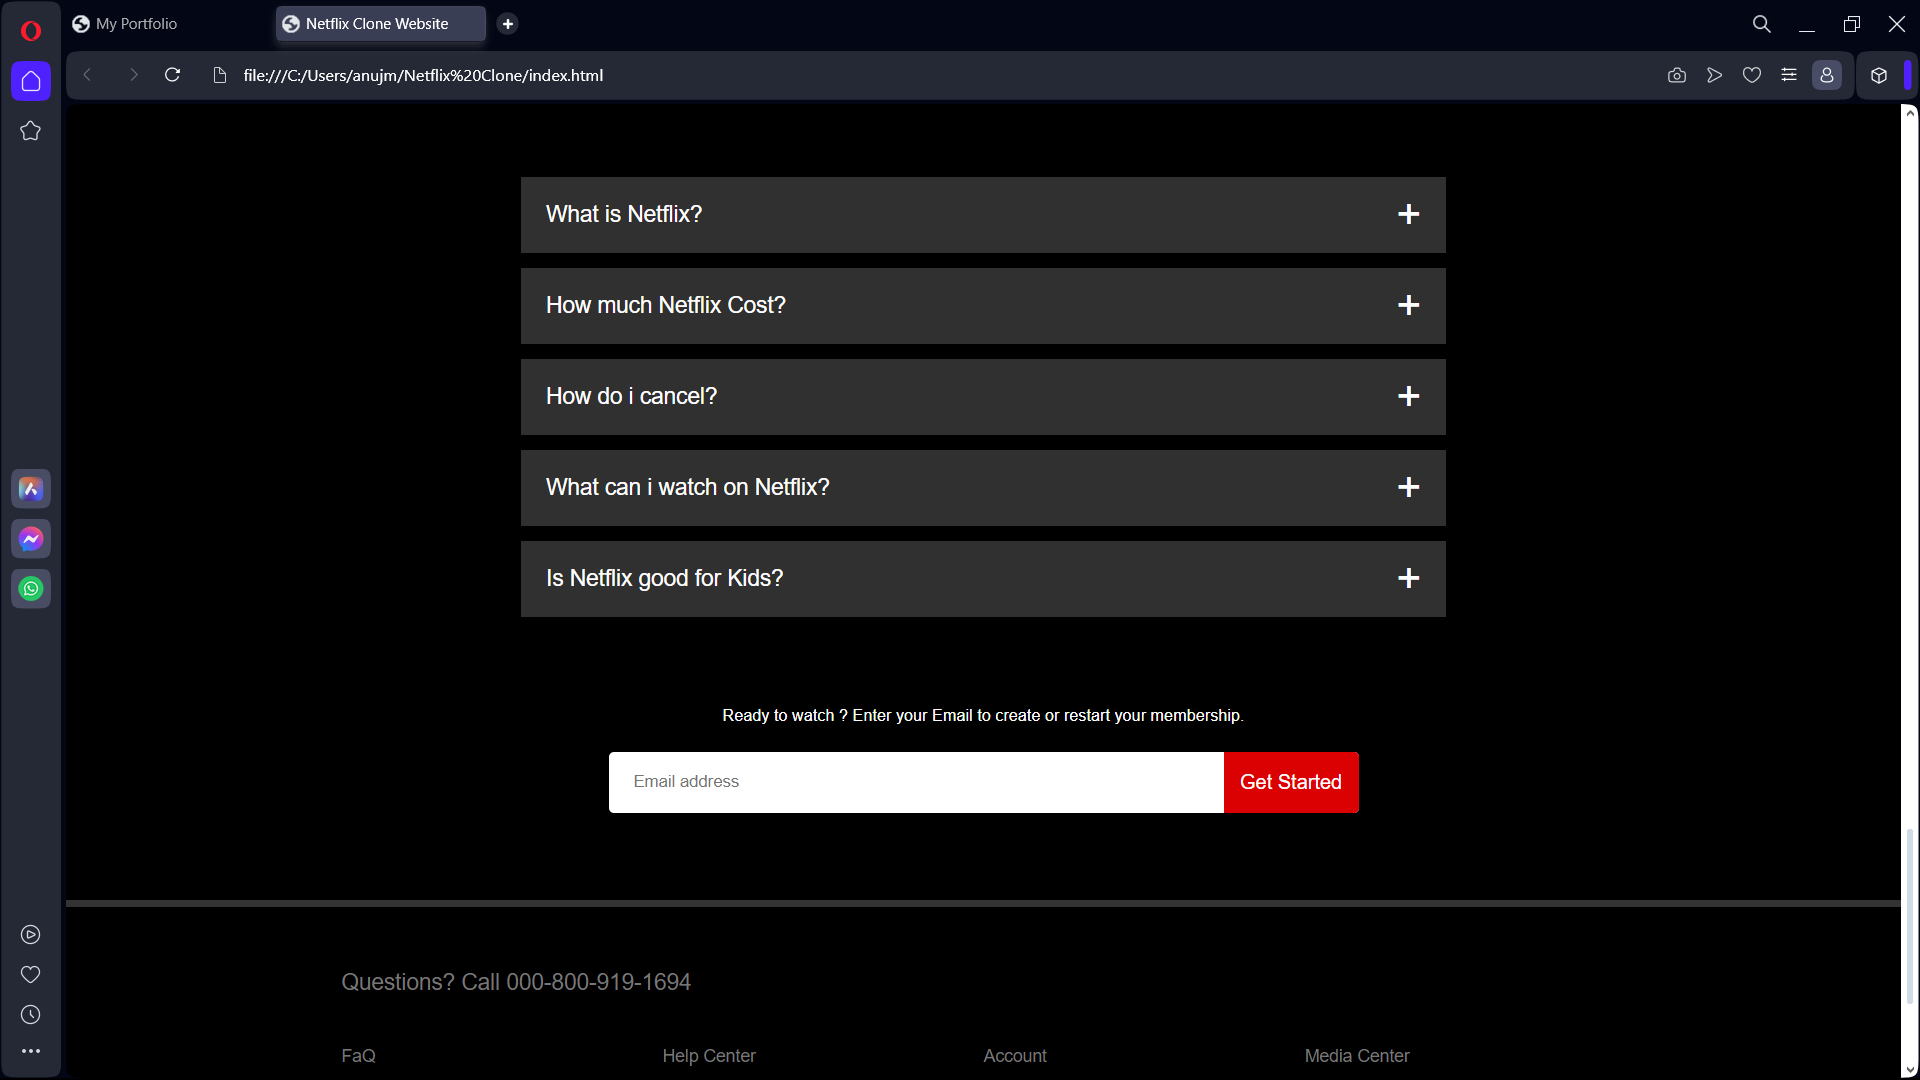 My Portfolio
Netflix Clone Website
file:///C:/Users/anujm/Netflix%20Clone/index.html
What is Netflix?
How much Netflix Cost?
How do i cancel?
What can i watch on Netflix?
Is Netflix good for Kids?
Ready to watch ? Enter your Email to create or restart your membership.
Email address
Get Started
Questions? Call 000-800-919-1694
FaQ
Help Center
Account
Media Center